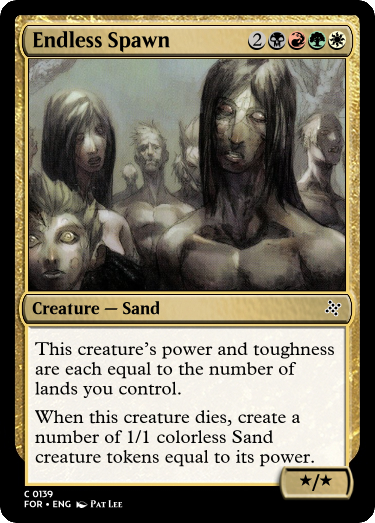 Endless Spawn 2
Creature — Sand
This creature's power and toughness
are each equal to the number of
lands you control.
When this creature dies, create a
number of 1/1 colorless Sand
creature tokens equal to its power.
★/★
C 0139
FOR • ENG Pat Lee